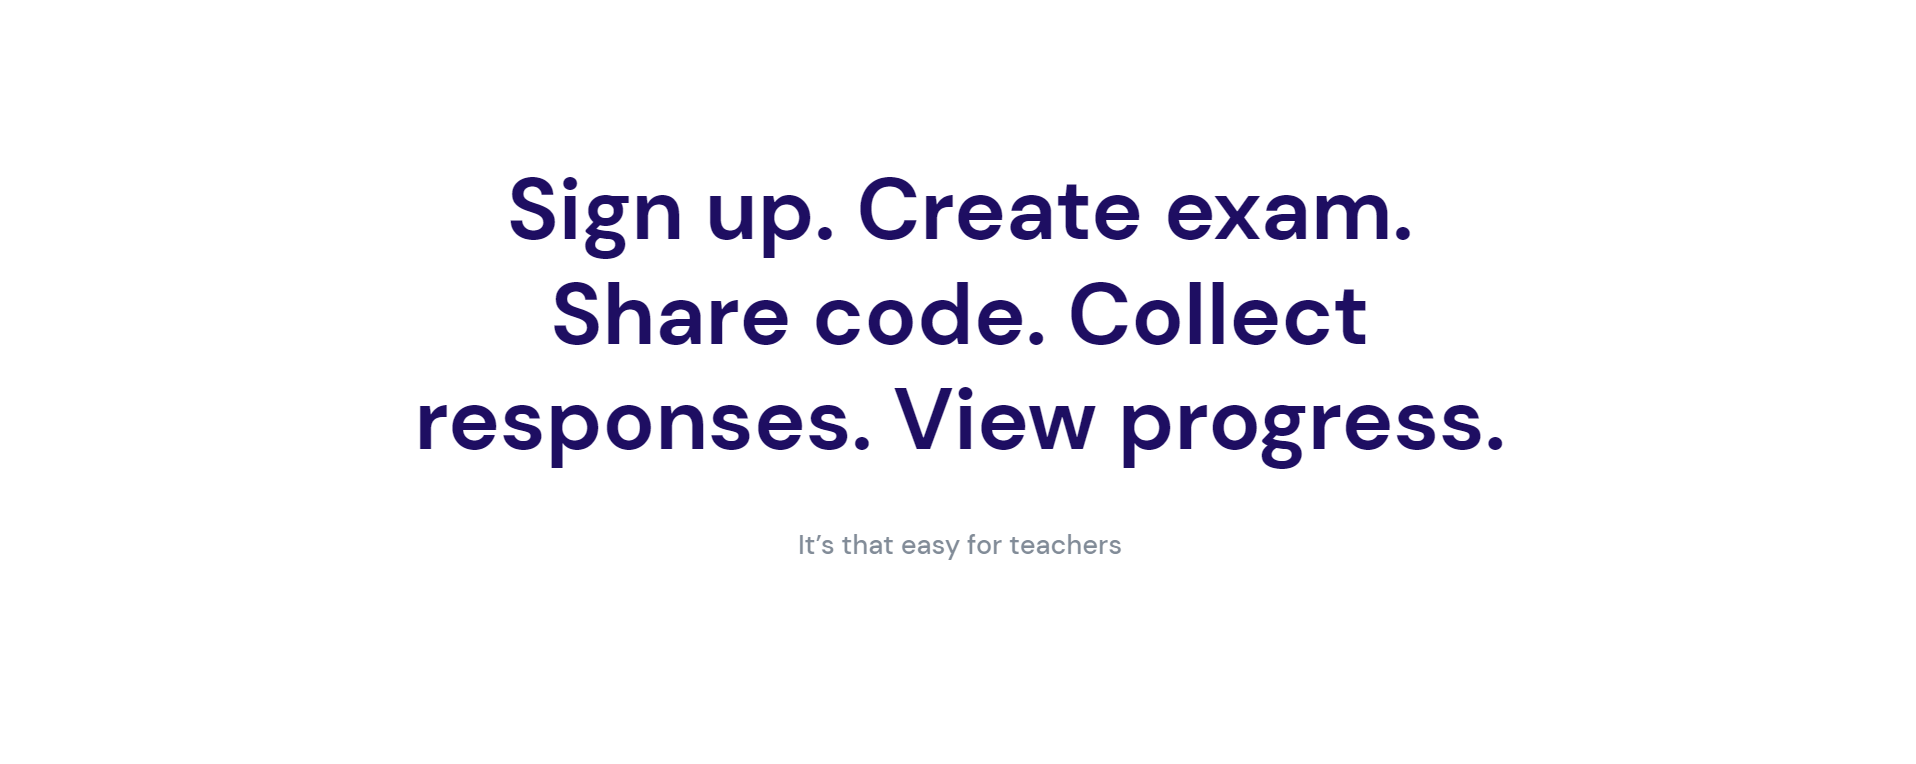 Sign up. Create exam.
Share code. Collect
responses. View progress.
It’s that easy for teachers